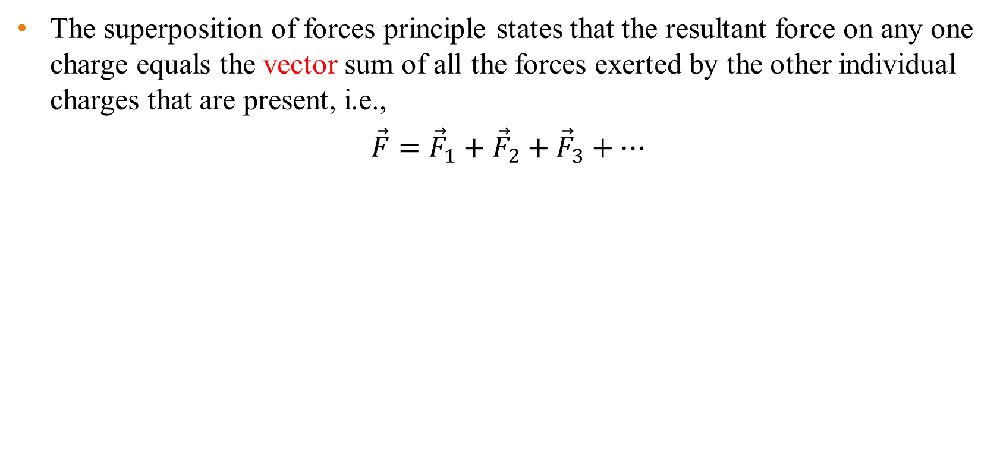 • The superposition of forces principle states that the resultant force on any one
charge equals the vector sum of all the forces exerted by the other individual
charges that are present, i.e.,
$\vec{F} = \vec{F}_1 + \vec{F}_2 + \vec{F}_3 + \cdots$